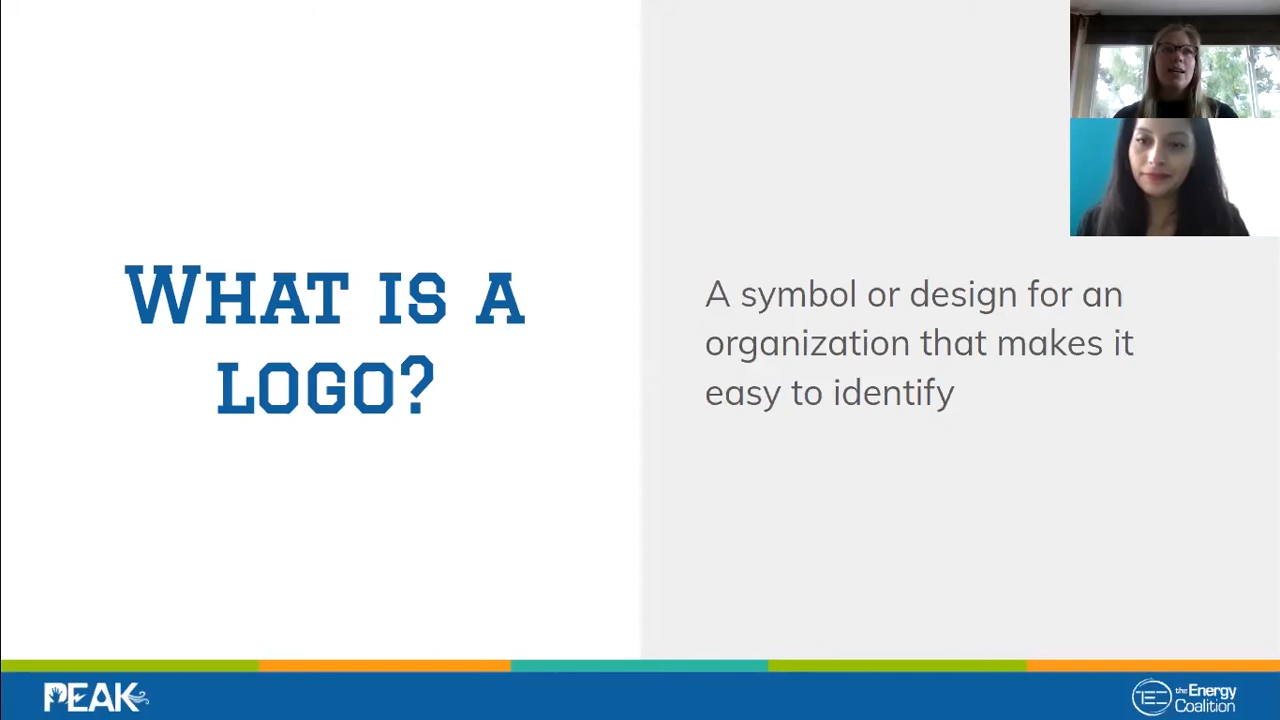 WHAT IS A
LOGO?
A symbol or design for an
organization that makes it
easy to identify
PEAK
TEC
the Energy
Coalition